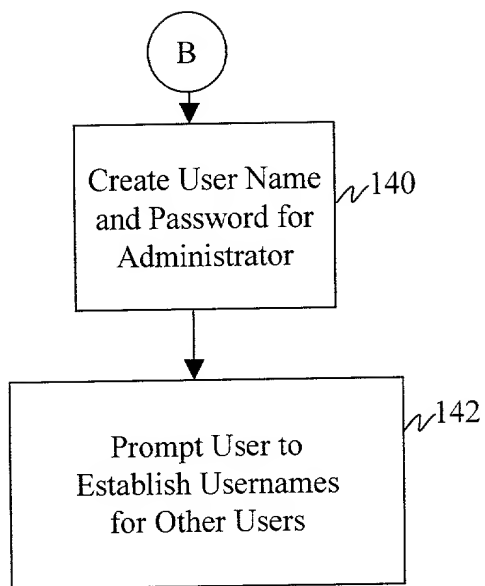 B
Create User Name
and Password for
Administrator
140
Prompt User to
Establish Usernames
for Other Users
142